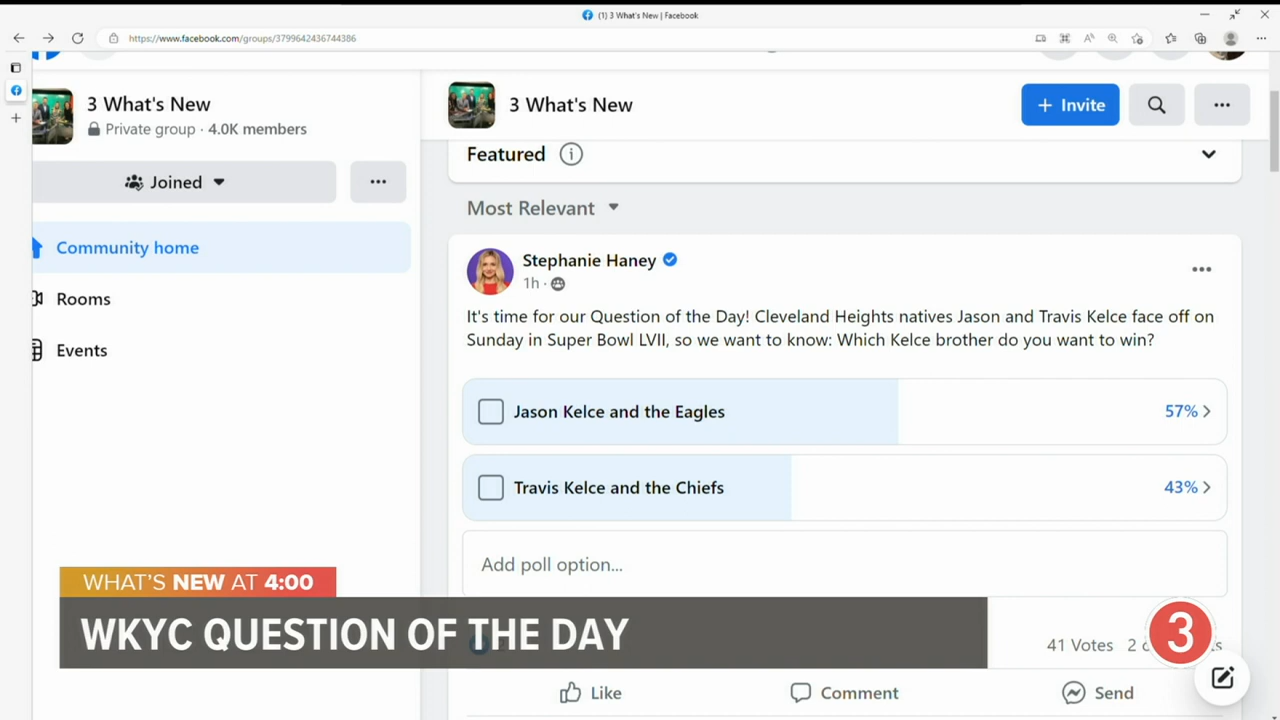 (1) 3 What's New | Facebook
https://www.facebook.com/groups/3799642436744386
3 What's New
Private group · 4.0K members
Joined
Community home
Rooms
Events
3 What's New
+ Invite
Featured
Most Relevant
Stephanie Haney
1h ·
It's time for our Question of the Day! Cleveland Heights natives Jason and Travis Kelce face off on
Sunday in Super Bowl LVII, so we want to know: Which Kelce brother do you want to win?
Jason Kelce and the Eagles 57%
Travis Kelce and the Chiefs 43%
Add poll option...
41 Votes 2
Like Comment Send
WHAT'S NEW AT 4:00
WKYC QUESTION OF THE DAY
3